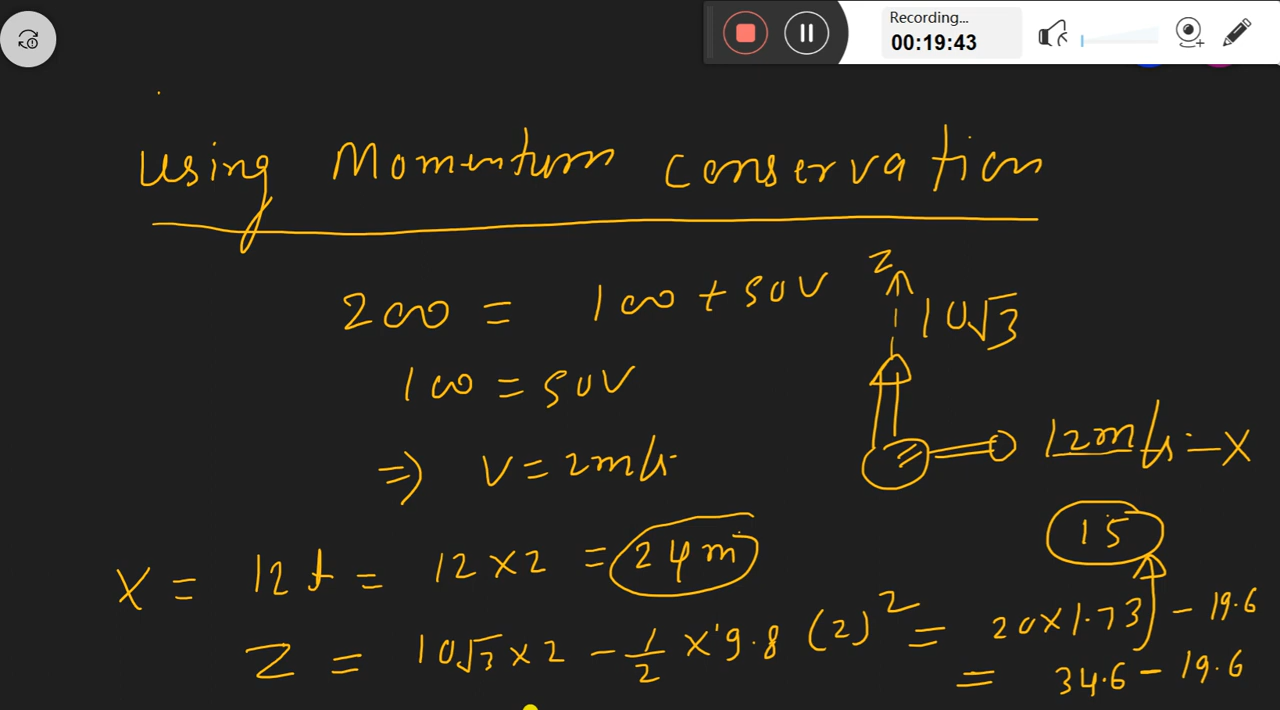 Recording...
00:19:43
Using Momentum Conservation
200 = 100 + 50V
Z
10√3
100 = 50V
⇒ V = 2m/s
12m/s – X
15
X = 12t = 12 × 2 = 24m
Z = 10√3 × 2 – 1/2 × 9.8 (2)² = 20×1.73) – 19.6
= 34.6 – 19.6